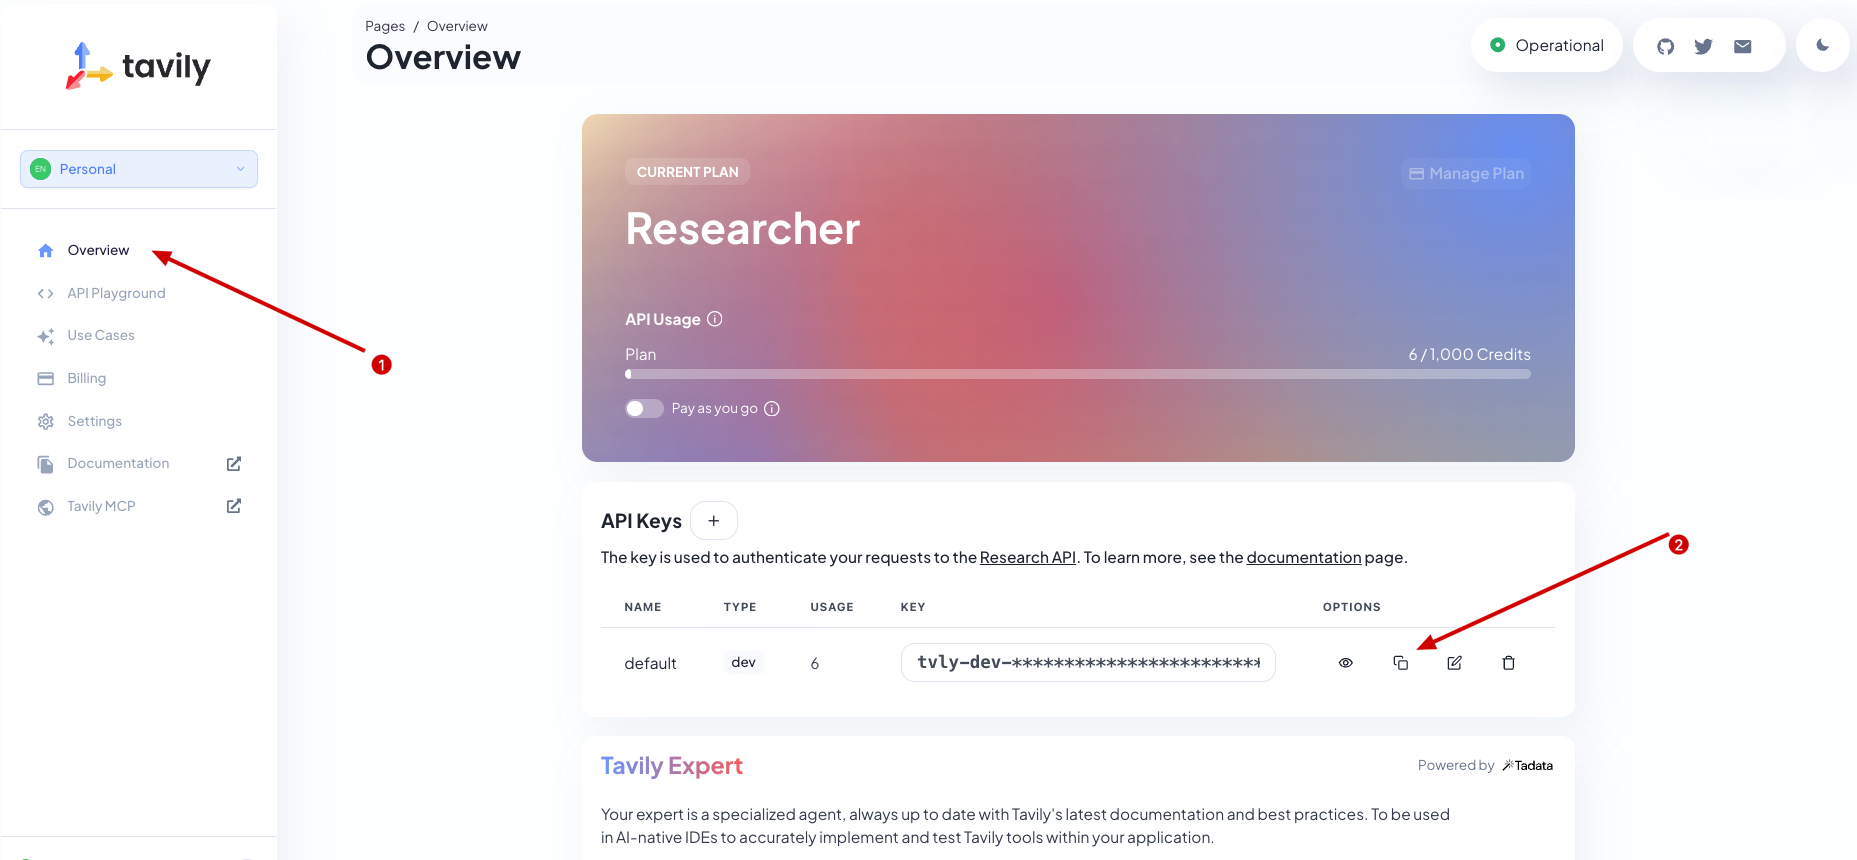 tavily
EN Personal
Overview
API Playground
Use Cases
Billing
Settings
Documentation
Tavily MCP
Pages / Overview
Overview
Operational
CURRENT PLAN
Manage Plan
Researcher
API Usage
Plan 6 / 1,000 Credits
Pay as you go
1
API Keys +
The key is used to authenticate your requests to the Research API. To learn more, see the documentation page.
2
NAME TYPE USAGE KEY OPTIONS
default dev 6 tvly-dev-************************
Tavily Expert
Powered by Tadata
Your expert is a specialized agent, always up to date with Tavily's latest documentation and best practices. To be used
in AI-native IDEs to accurately implement and test Tavily tools within your application.